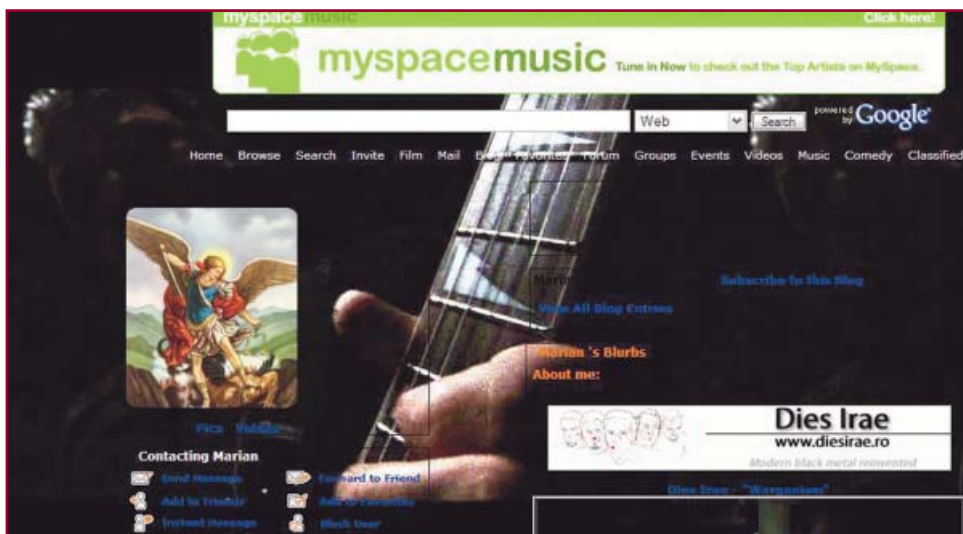 myspacemusic Click here!
myspacemusic Tune in Now to check out the Top Artists on MySpace.
Web Search powered by Google
Home Browse Search Invite Film Mail Blog Favorites Forum Groups Events Videos Music Comedy Classified
Marian Subscribe to this Blog
View All Blog Entries
Marian 's Blurbs
About me:
Dies Irae
www.diesirae.ro
Modern black metal reinvented
Pics Videos
Contacting Marian
Send Message Forward to Friend
Add to Friends Add to Favorites
Instant Message Block User
Dies Irae - "Warganism"